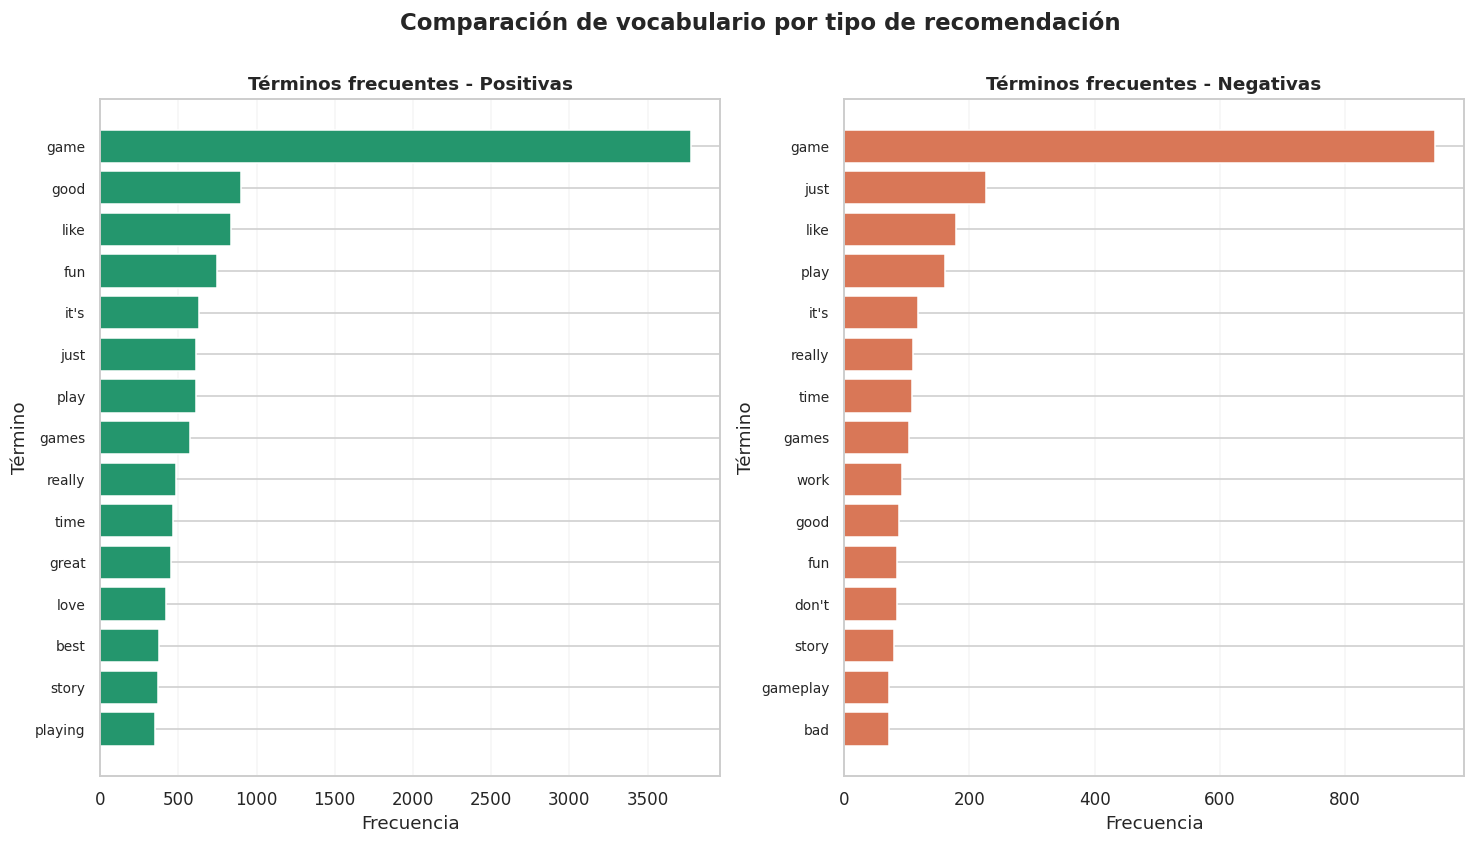 Comparación de vocabulario por tipo de recomendación
Términos frecuentes - Positivas
Término
game
good
like
fun
it's
just
play
games
really
time
great
love
best
story
playing
0 500 1000 1500 2000 2500 3000 3500
Frecuencia
Términos frecuentes - Negativas
Término
game
just
like
play
it's
really
time
games
work
good
fun
don't
story
gameplay
bad
0 200 400 600 800
Frecuencia